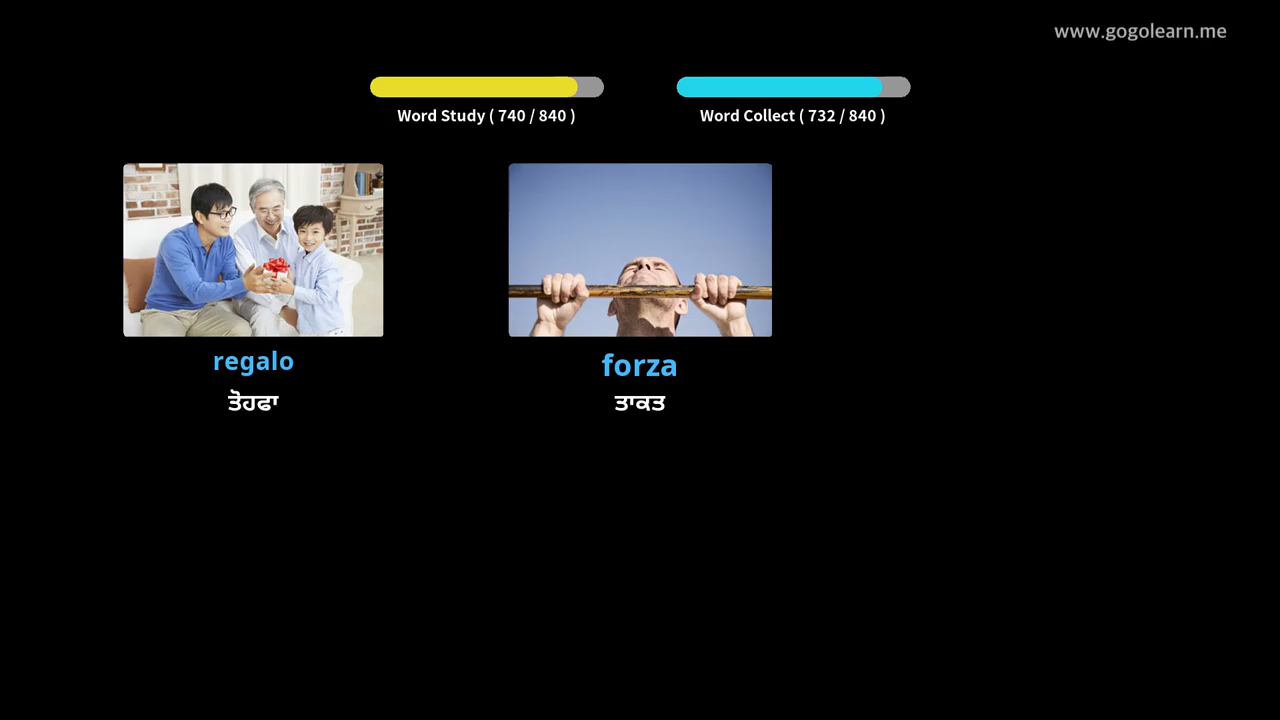 www.gogolearn.me
Word Study ( 740 / 840 )
Word Collect ( 732 / 840 )
regalo
ਤੋਹਫਾ
forza
ਤਾਕਤ